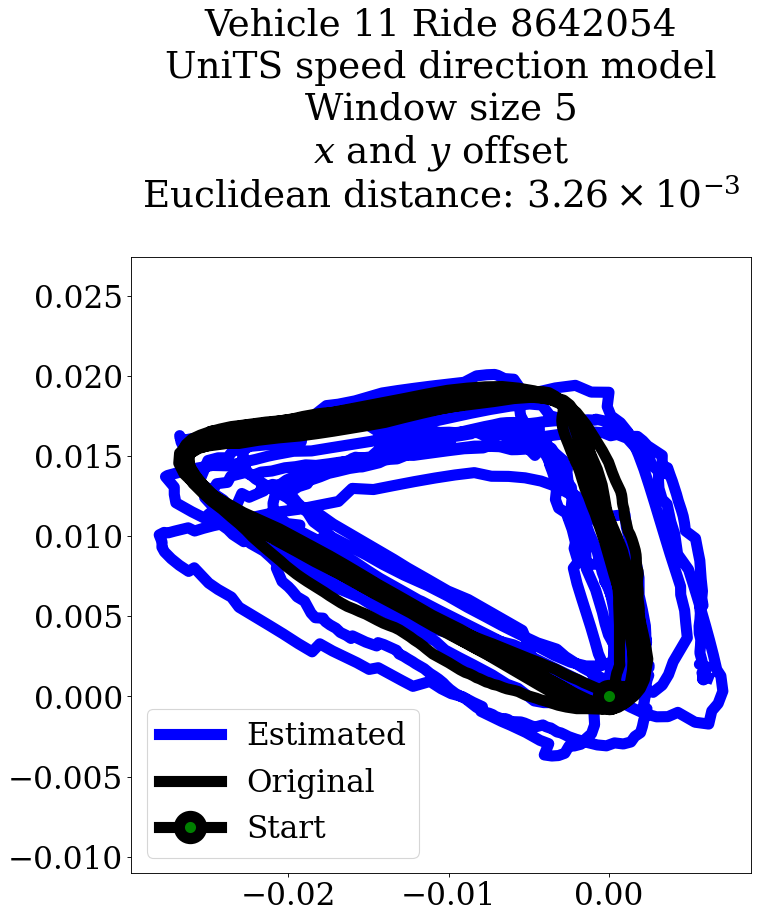 Vehicle 11 Ride 8642054
UniTS speed direction model
Window size 5
x and y offset
Euclidean distance: 3.26 × 10⁻³
0.025
0.020
0.015
0.010
0.005
0.000
−0.005
−0.010
Estimated
Original
Start
−0.02
−0.01
0.00